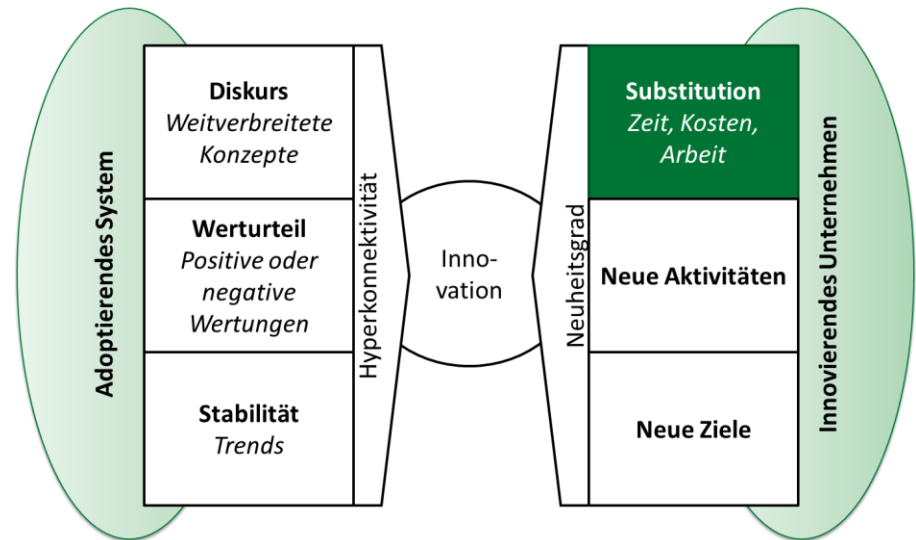 Adoptierendes System
Diskurs
Weitverbreitete
Konzepte
Werturteil
Positive oder
negative
Wertungen
Stabilität
Trends
Hyperkonnektivität
Inno-
vation
Neuheitsgrad
Substitution
Zeit, Kosten,
Arbeit
Neue Aktivitäten
Neue Ziele
Innovierendes Unternehmen